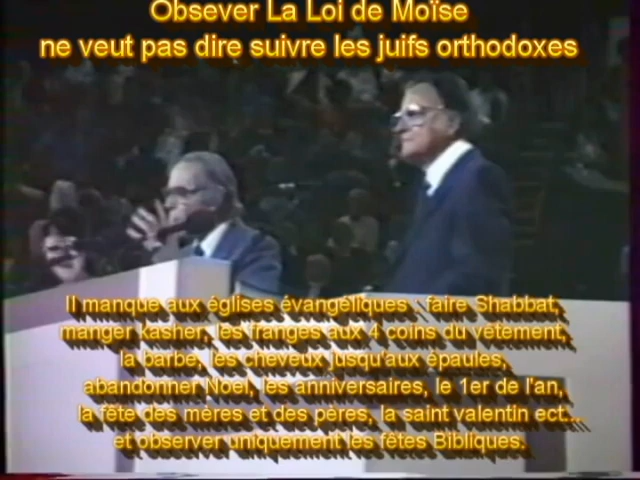 Obsever La Loi de Moïse
ne veut pas dire suivre les juifs orthodoxes
Il manque aux églises évangéliques : faire Shabbat,
manger kasher, les franges aux 4 coins du vêtement,
la barbe, les cheveux jusqu'aux épaules,
abandonner Noel, les anniversaires, le 1er de l'an,
la fête des mères et des pères, la saint valentin ect...
et observer uniquement les fêtes Bibliques.